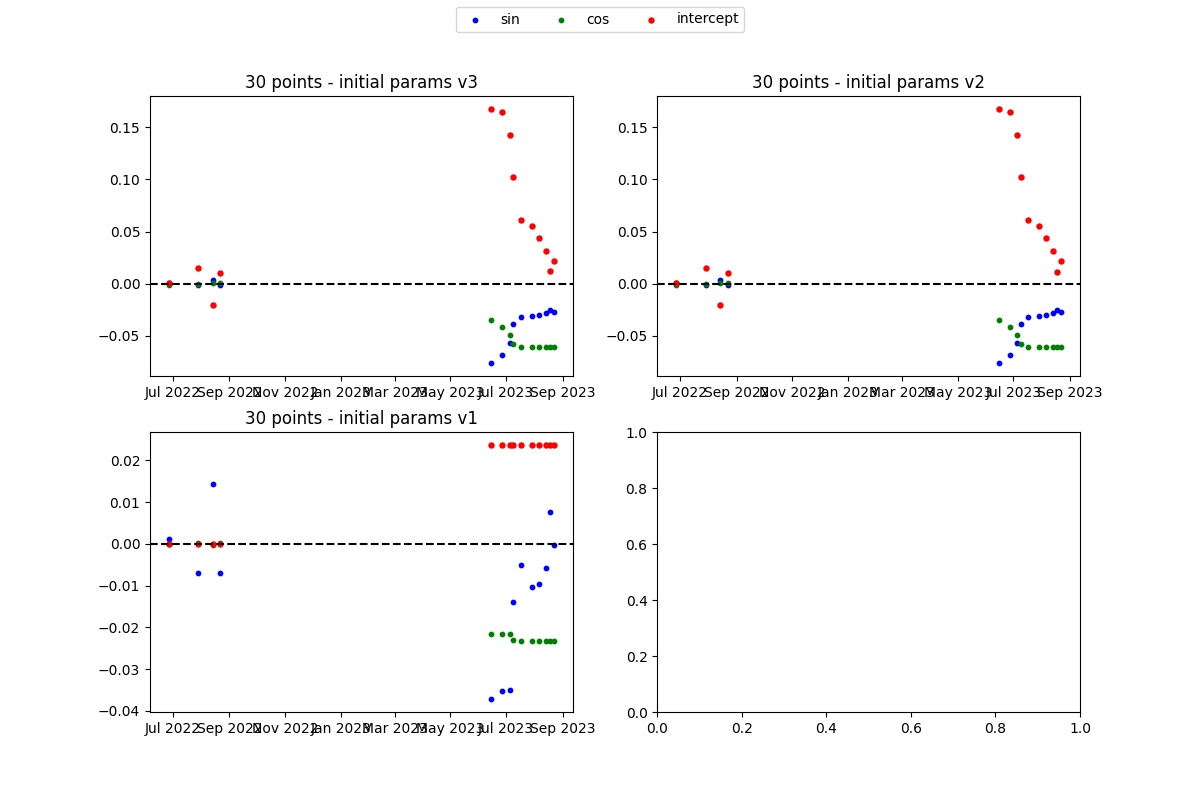 sin cos intercept
30 points - initial params v3
0.15
0.10
0.05
0.00
−0.05
Jul 2022 Sep 2022 Nov 2022 Jan 2023 Mar 2023 May 2023 Jul 2023 Sep 2023
30 points - initial params v2
0.15
0.10
0.05
0.00
−0.05
Jul 2022 Sep 2022 Nov 2022 Jan 2023 Mar 2023 May 2023 Jul 2023 Sep 2023
30 points - initial params v1
0.02
0.01
0.00
−0.01
−0.02
−0.03
−0.04
Jul 2022 Sep 2022 Nov 2022 Jan 2023 Mar 2023 May 2023 Jul 2023 Sep 2023
1.0
0.8
0.6
0.4
0.2
0.0
0.0 0.2 0.4 0.6 0.8 1.0